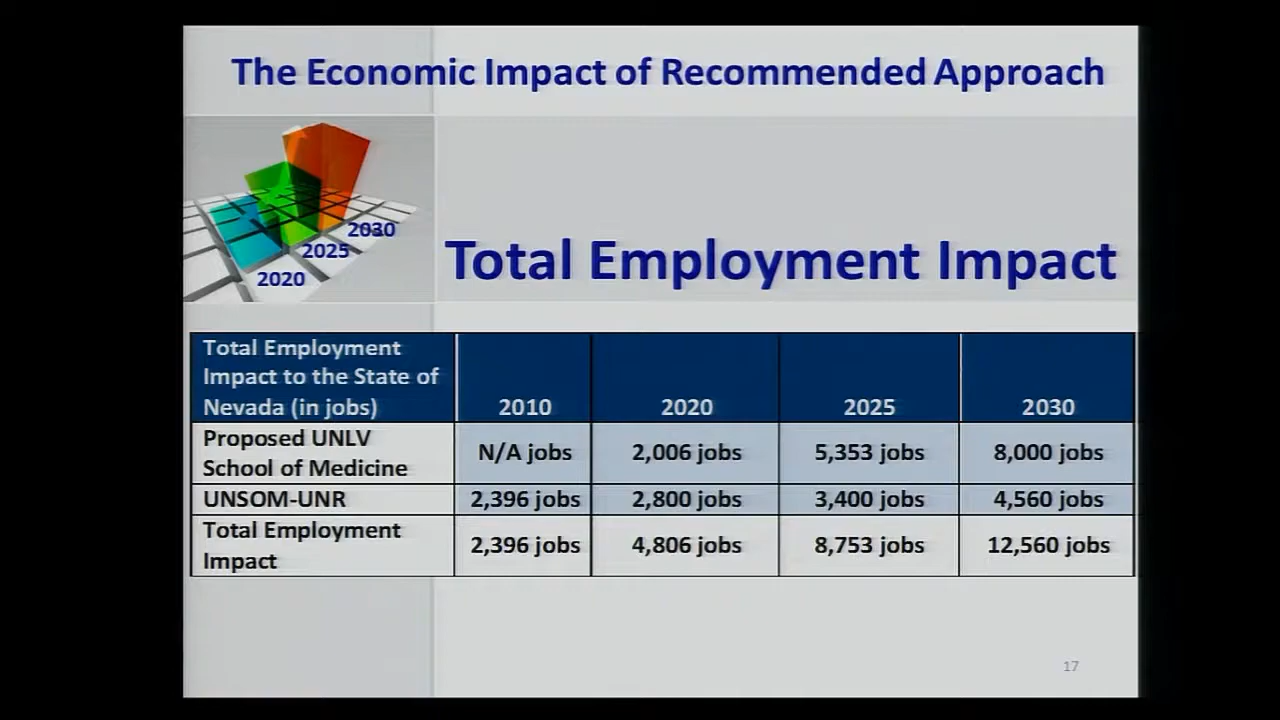 The Economic Impact of Recommended Approach
2030
2025
2020
Total Employment Impact
Total Employment
Impact to the State of
Nevada (in jobs) 2010 2020 2025 2030
Proposed UNLV
School of Medicine N/A jobs 2,006 jobs 5,353 jobs 8,000 jobs
UNSOM-UNR 2,396 jobs 2,800 jobs 3,400 jobs 4,560 jobs
Total Employment
Impact 2,396 jobs 4,806 jobs 8,753 jobs 12,560 jobs
17